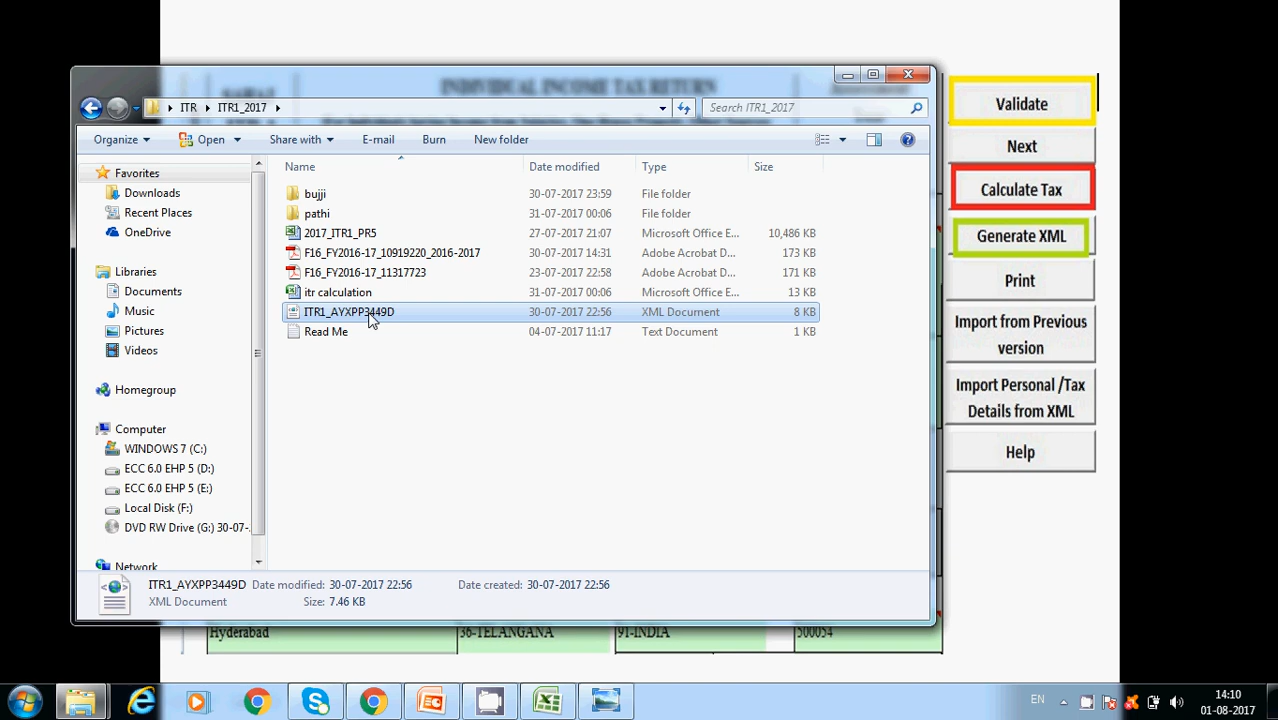 INDIVIDUAL INCOME TAX RETURN
ITR ▸ ITR1_2017 ▸
Search ITR1_2017
Organize
Open
Share with
E-mail
Burn
New folder
Name
Date modified
Type
Size
Favorites
Downloads
Recent Places
OneDrive
Libraries
Documents
Music
Pictures
Videos
Homegroup
Computer
WINDOWS 7 (C:)
ECC 6.0 EHP 5 (D:)
ECC 6.0 EHP 5 (E:)
Local Disk (F:)
DVD RW Drive (G:) 30-07-.
Network
bujji 30-07-2017 23:59 File folder
pathi 31-07-2017 00:06 File folder
2017_ITR1_PR5 27-07-2017 21:07 Microsoft Office E... 10,486 KB
F16_FY2016-17_10919220_2016-2017 30-07-2017 14:31 Adobe Acrobat D... 173 KB
F16_FY2016-17_11317723 23-07-2017 22:58 Adobe Acrobat D... 171 KB
itr calculation 31-07-2017 00:06 Microsoft Office E... 13 KB
ITR1_AYXPP3449D 30-07-2017 22:56 XML Document 8 KB
Read Me 04-07-2017 11:17 Text Document 1 KB
ITR1_AYXPP3449D Date modified: 30-07-2017 22:56 Date created: 30-07-2017 22:56
XML Document Size: 7.46 KB
Hyderabad 36-TELANGANA 91-INDIA 500054
Validate
Next
Calculate Tax
Generate XML
Print
Import from Previous
version
Import Personal /Tax
Details from XML
Help
EN
14:10
01-08-2017